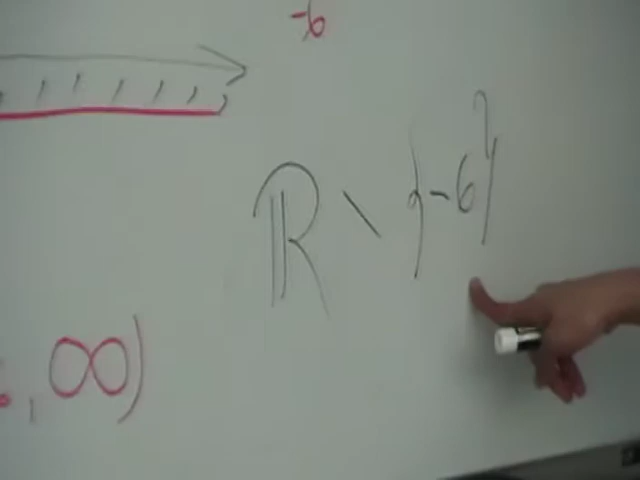 -6
ℝ \ {-6}
, ∞)